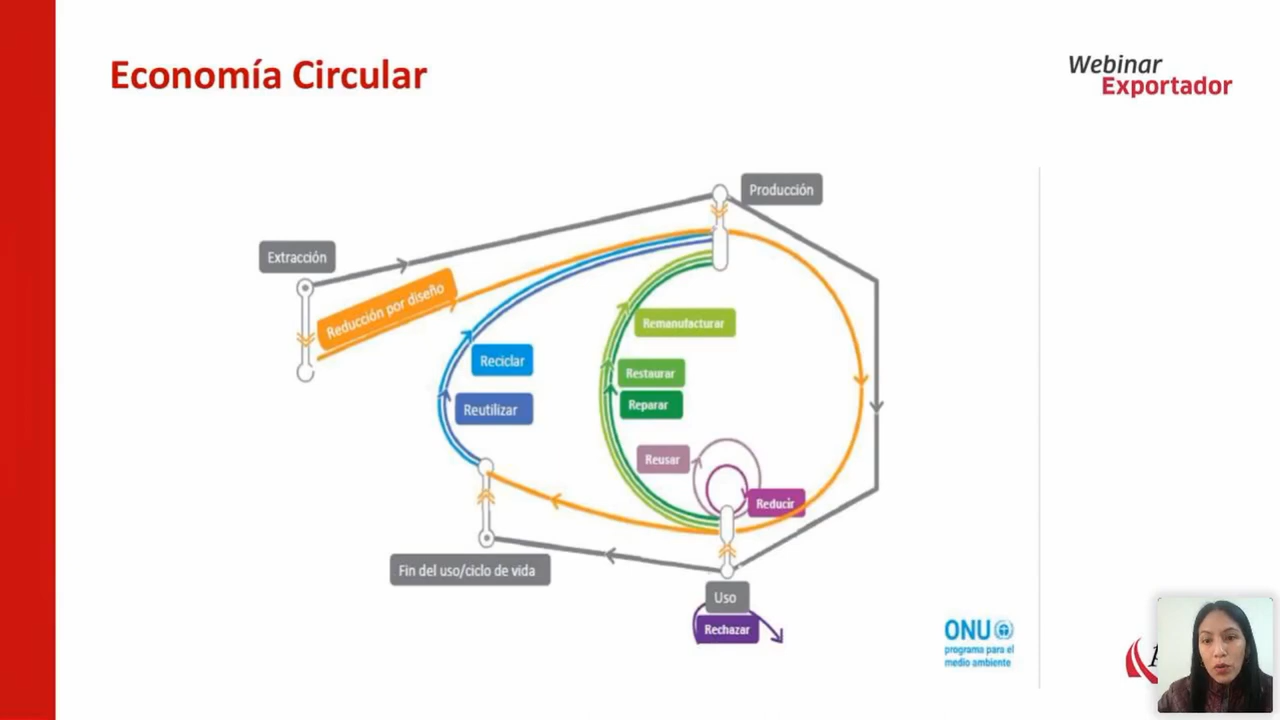 Economía Circular
Webinar
Exportador
Producción
Extracción
Reducción por diseño
Remanufacturar
Reciclar
Restaurar
Reutilizar
Reparar
Reusar
Reducir
Fin del uso/ciclo de vida
Uso
Rechazar
ONU
programa para el
medio ambiente